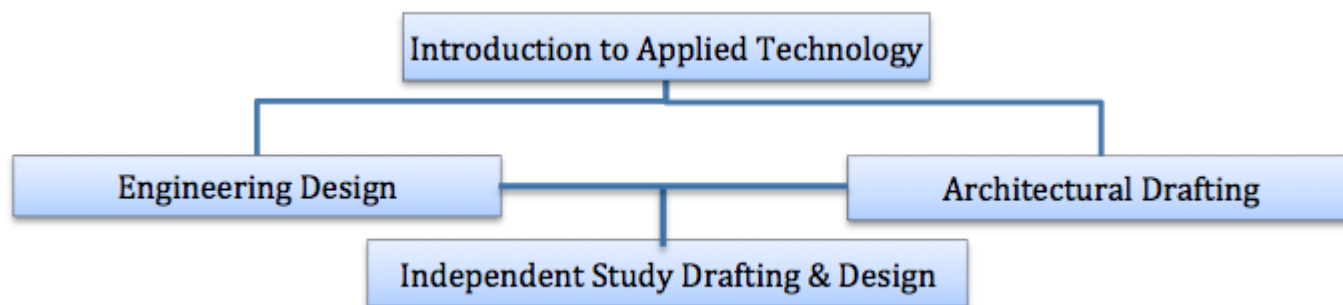 Introduction to Applied Technology
Engineering Design
Architectural Drafting
Independent Study Drafting & Design